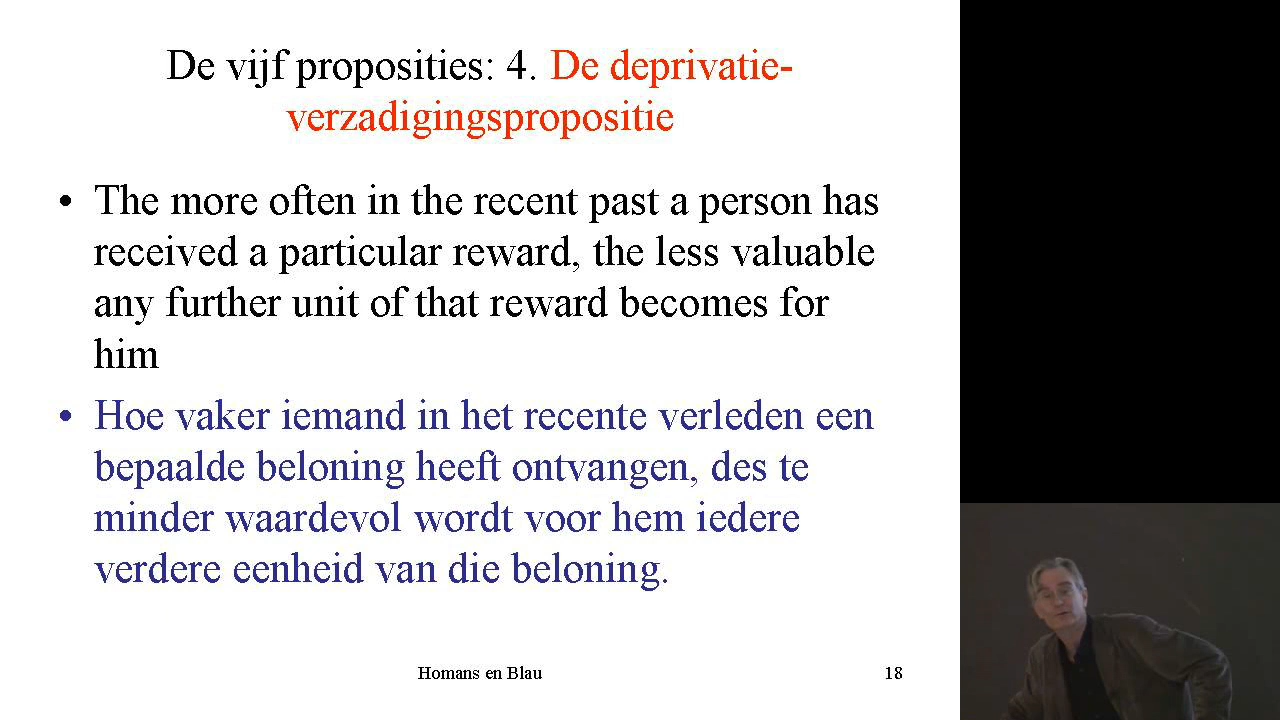 De vijf proposities: 4. De deprivatie-
verzadigingspropositie
• The more often in the recent past a person has
received a particular reward, the less valuable
any further unit of that reward becomes for
him
• Hoe vaker iemand in het recente verleden een
bepaalde beloning heeft ontvangen, des te
minder waardevol wordt voor hem iedere
verdere eenheid van die beloning.
Homans en Blau
18